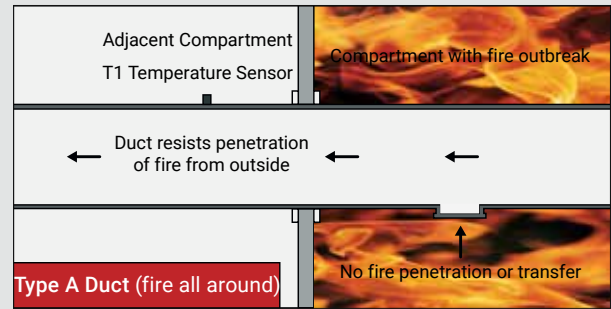 Adjacent Compartment
T1 Temperature Sensor
Compartment with fire outbreak
Duct resists penetration
of fire from outside
No fire penetration or transfer
Type A Duct (fire all around)